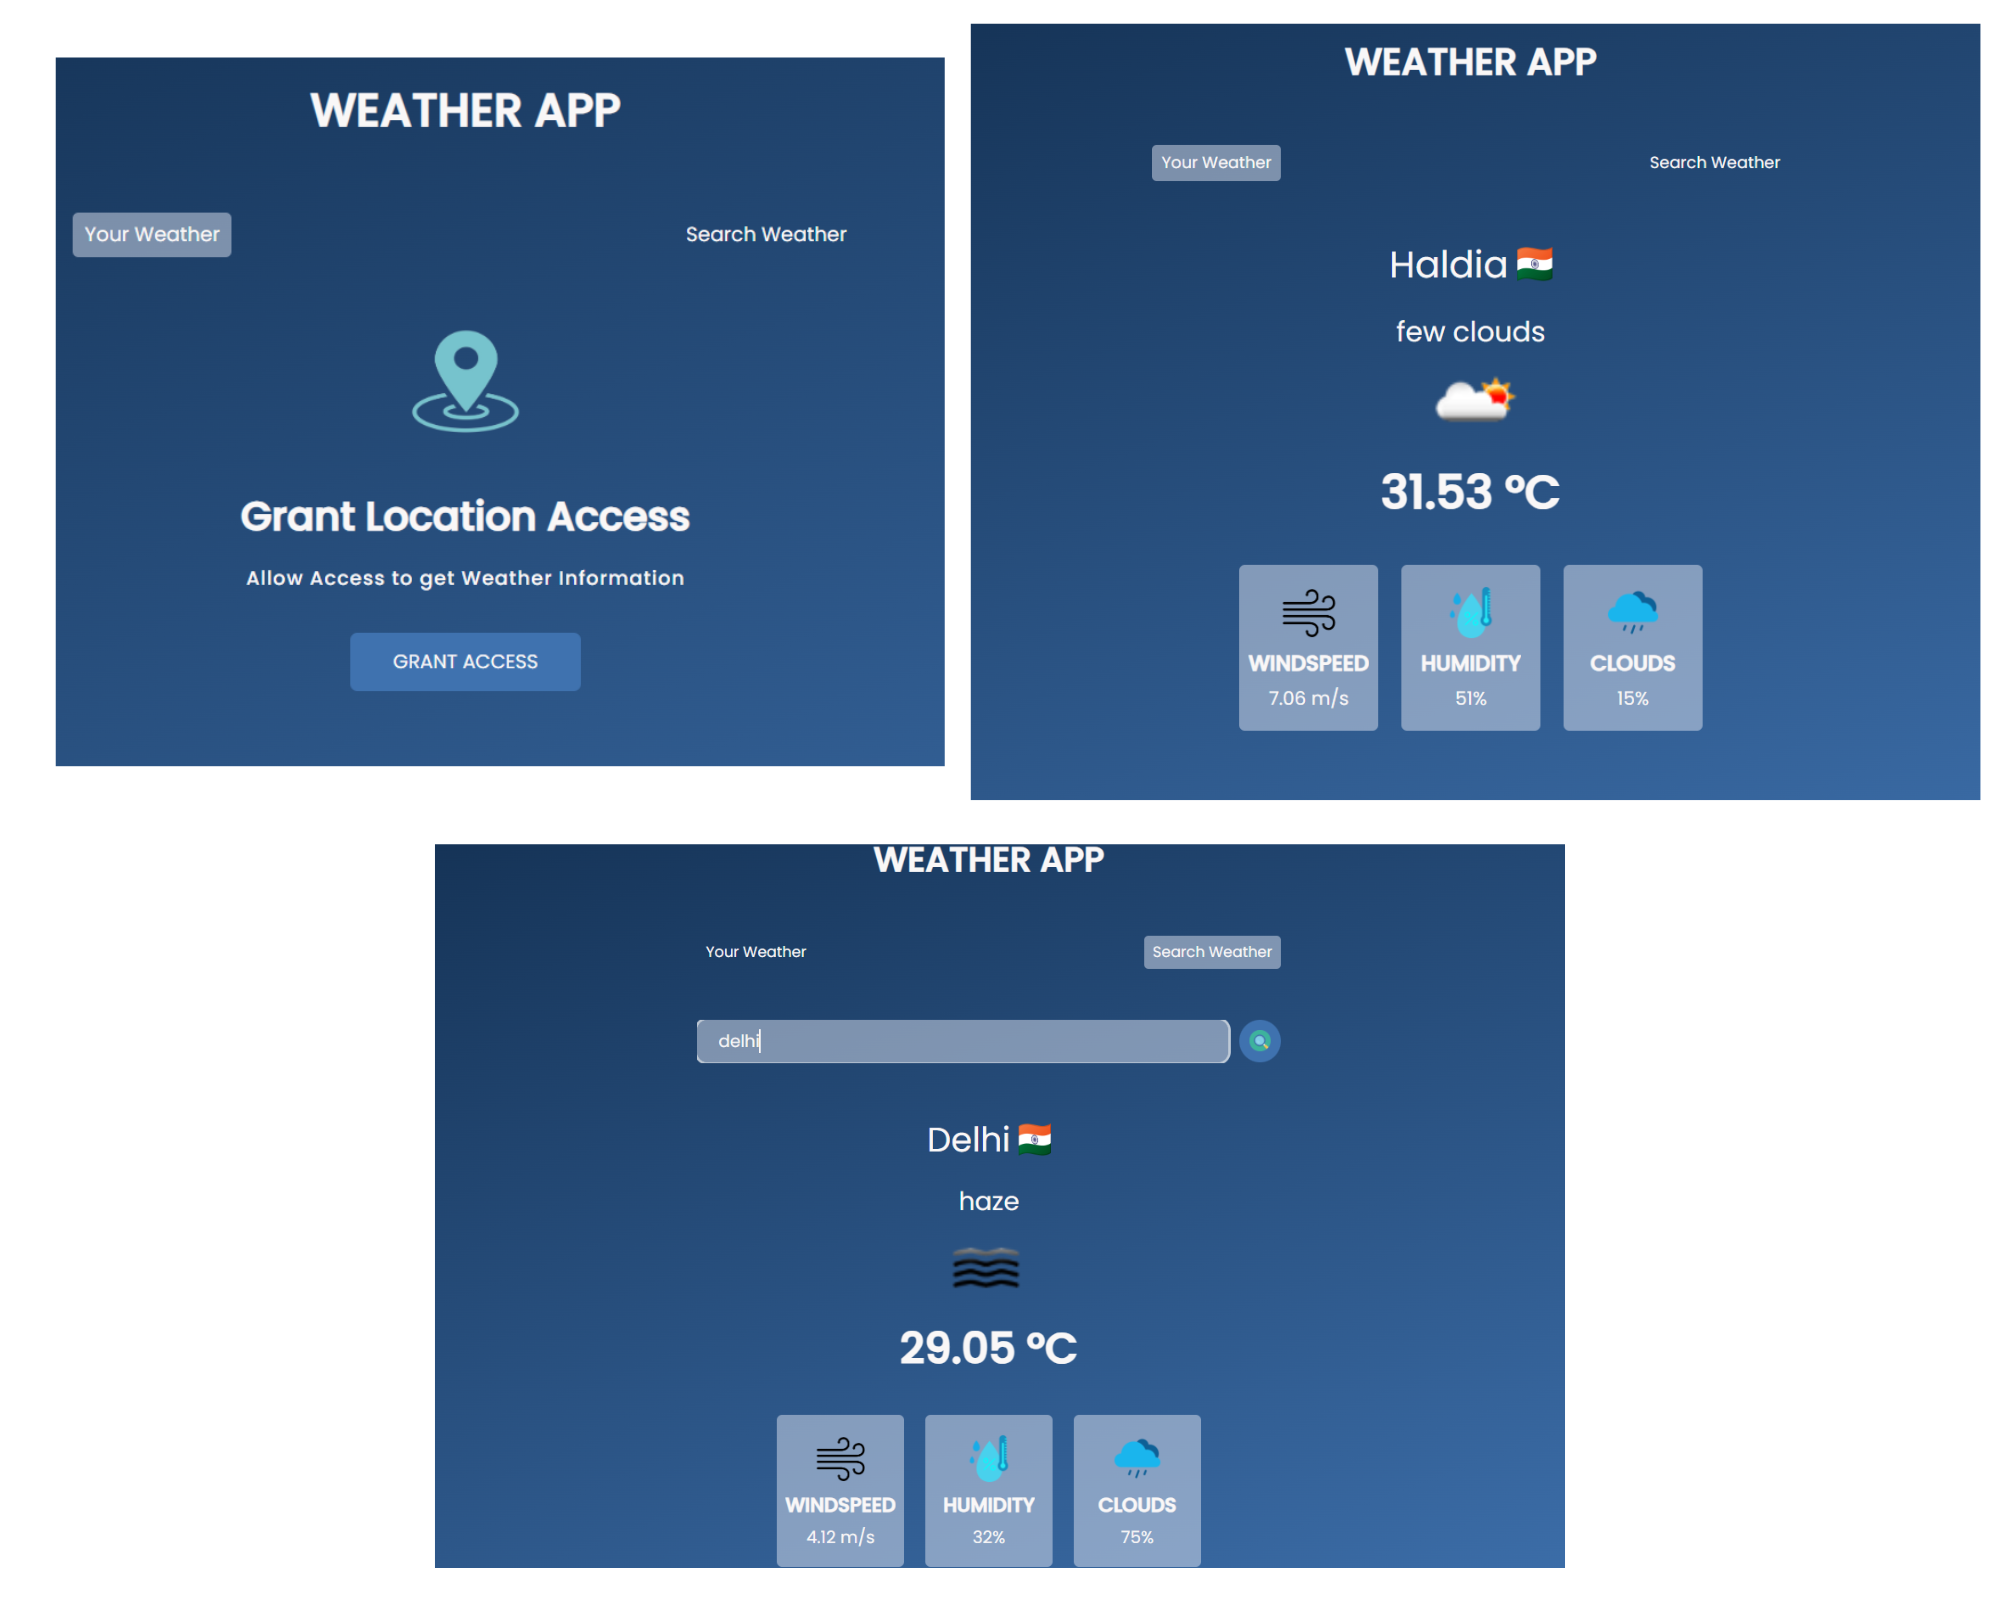 WEATHER APP
Your Weather
Search Weather
Grant Location Access
Allow Access to get Weather Information
GRANT ACCESS
WEATHER APP
Your Weather
Search Weather
Haldia
few clouds
31.53 °C
WINDSPEED
7.06 m/s
HUMIDITY
51%
CLOUDS
15%
WEATHER APP
Your Weather
Search Weather
delhi
Delhi
haze
29.05 °C
WINDSPEED
4.12 m/s
HUMIDITY
32%
CLOUDS
75%